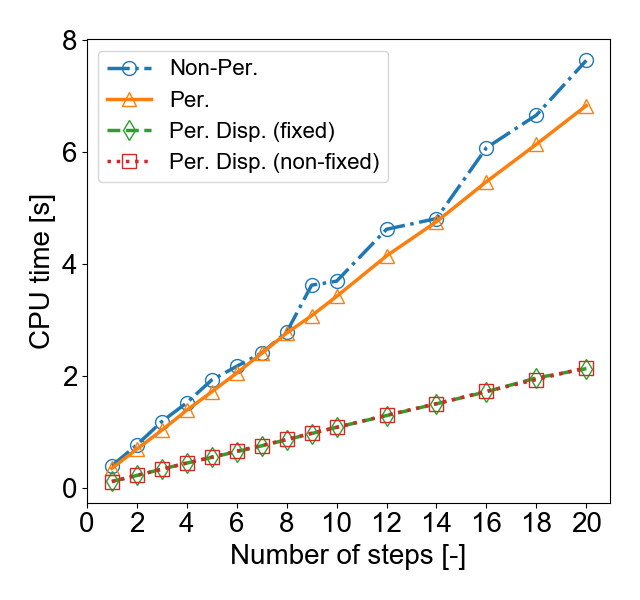 8
6
4
2
0
CPU time [s]
Non-Per.
Per.
Per. Disp. (fixed)
Per. Disp. (non-fixed)
0 2 4 6 8 10 12 14 16 18 20
Number of steps [-]